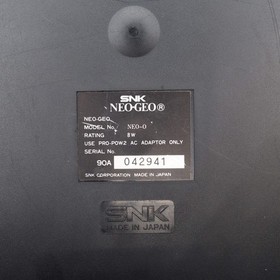 SNK
NEO•GEO®
NEO-GEO
MODEL No. NEO-0
RATING 8W
USE PRO-POW2 AC ADAPTOR ONLY
SERIAL No.
90A 042941
SNK CORPORATION MADE IN JAPAN
SNK
MADE IN JAPAN